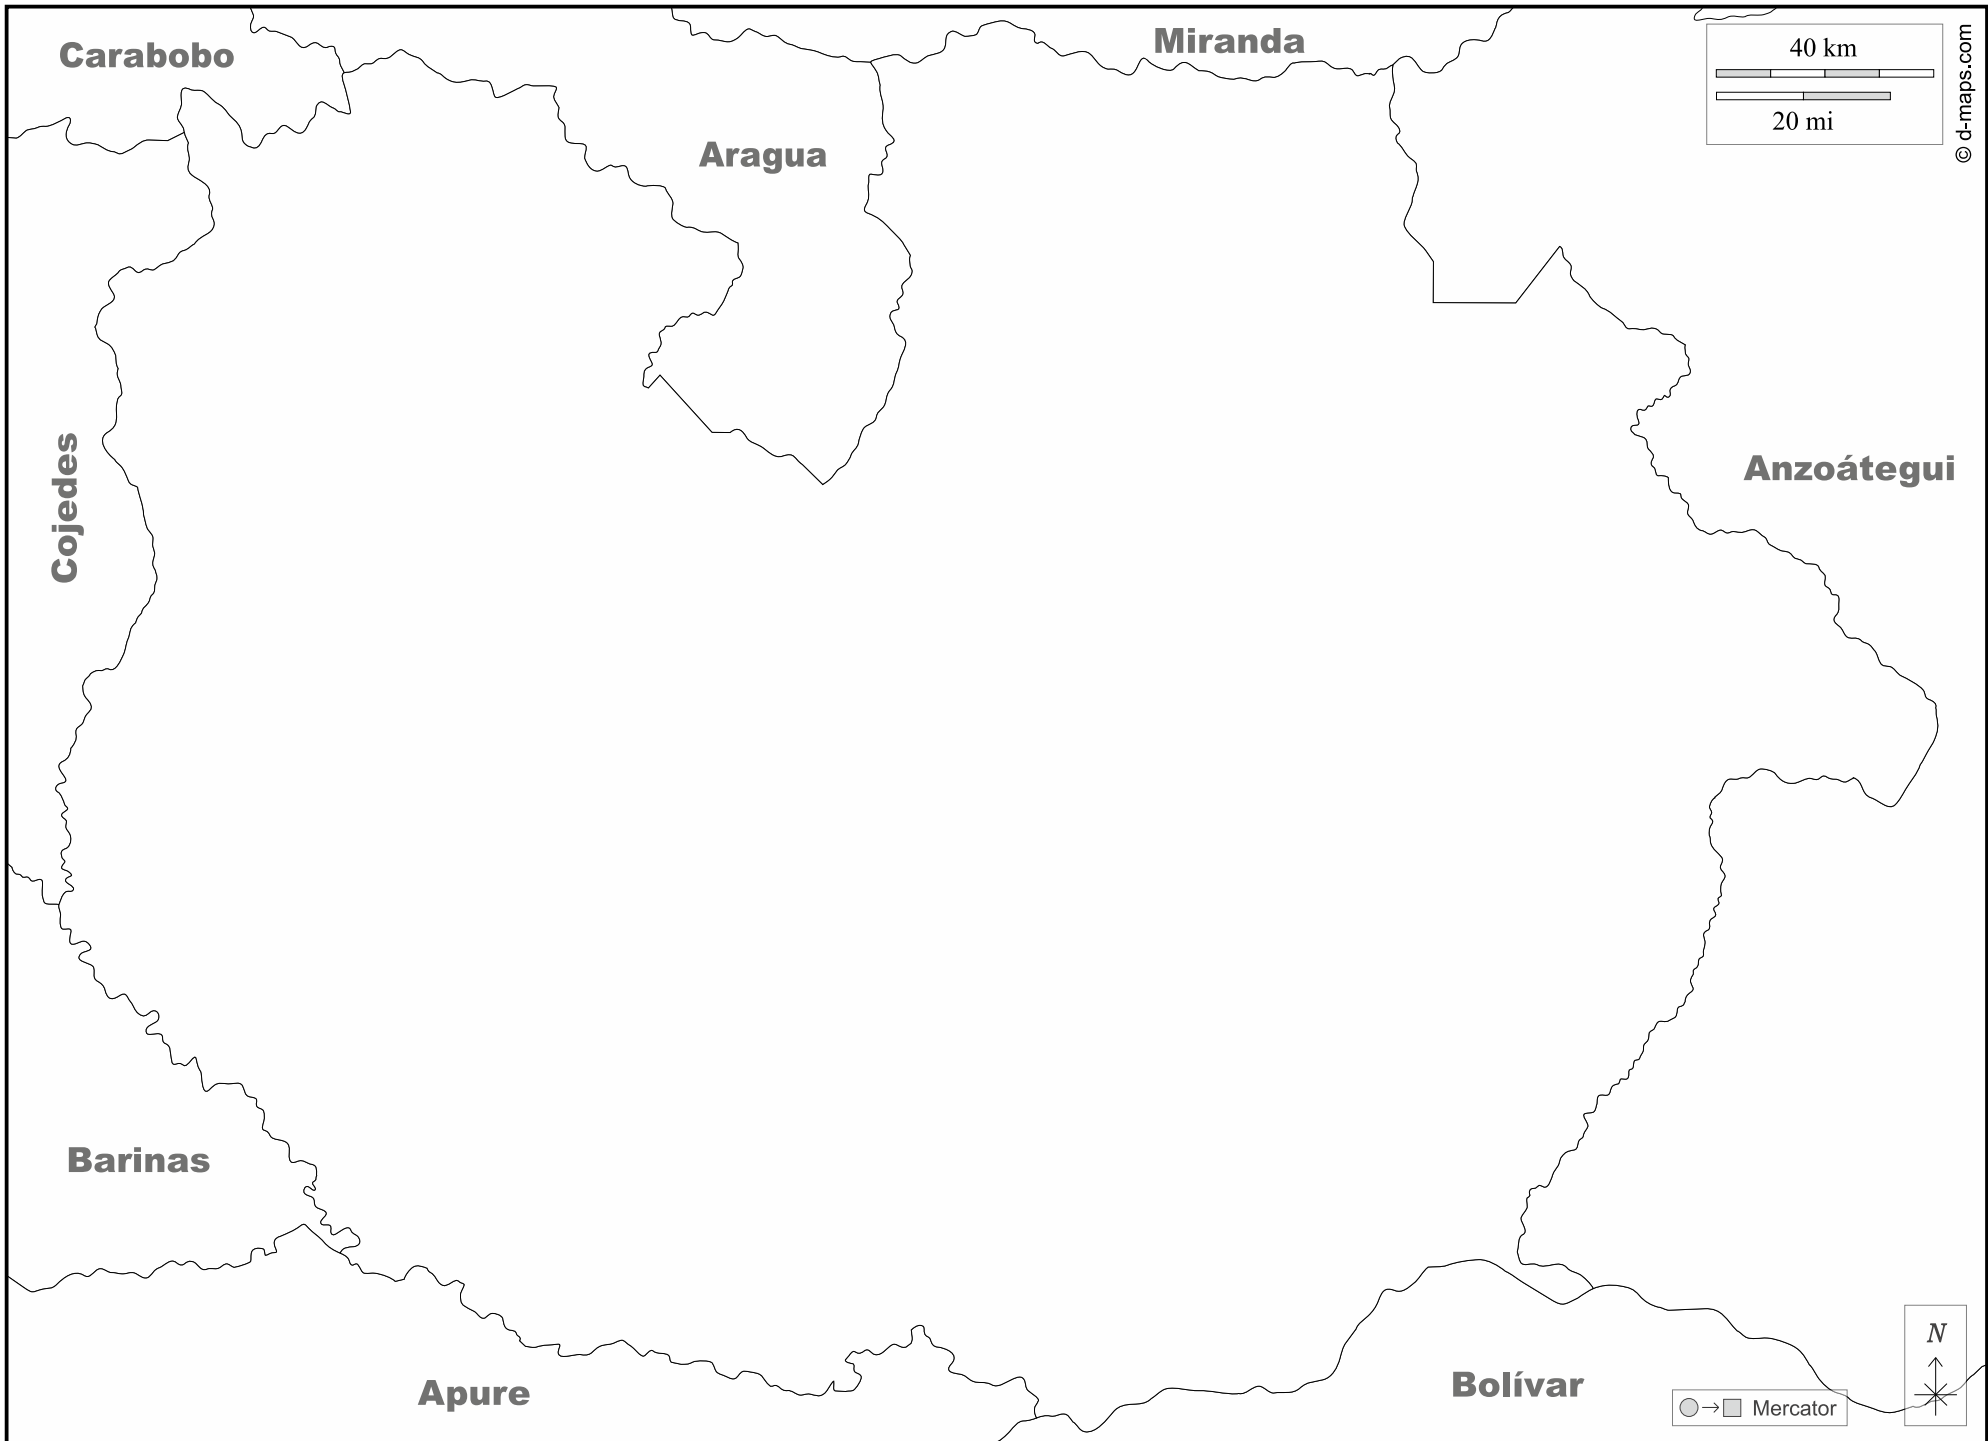 Carabobo
Miranda
40 km
20 mi
© d-maps.com
Aragua
Cojedes
Anzoátegui
Barinas
Apure
Bolívar
Mercator
N